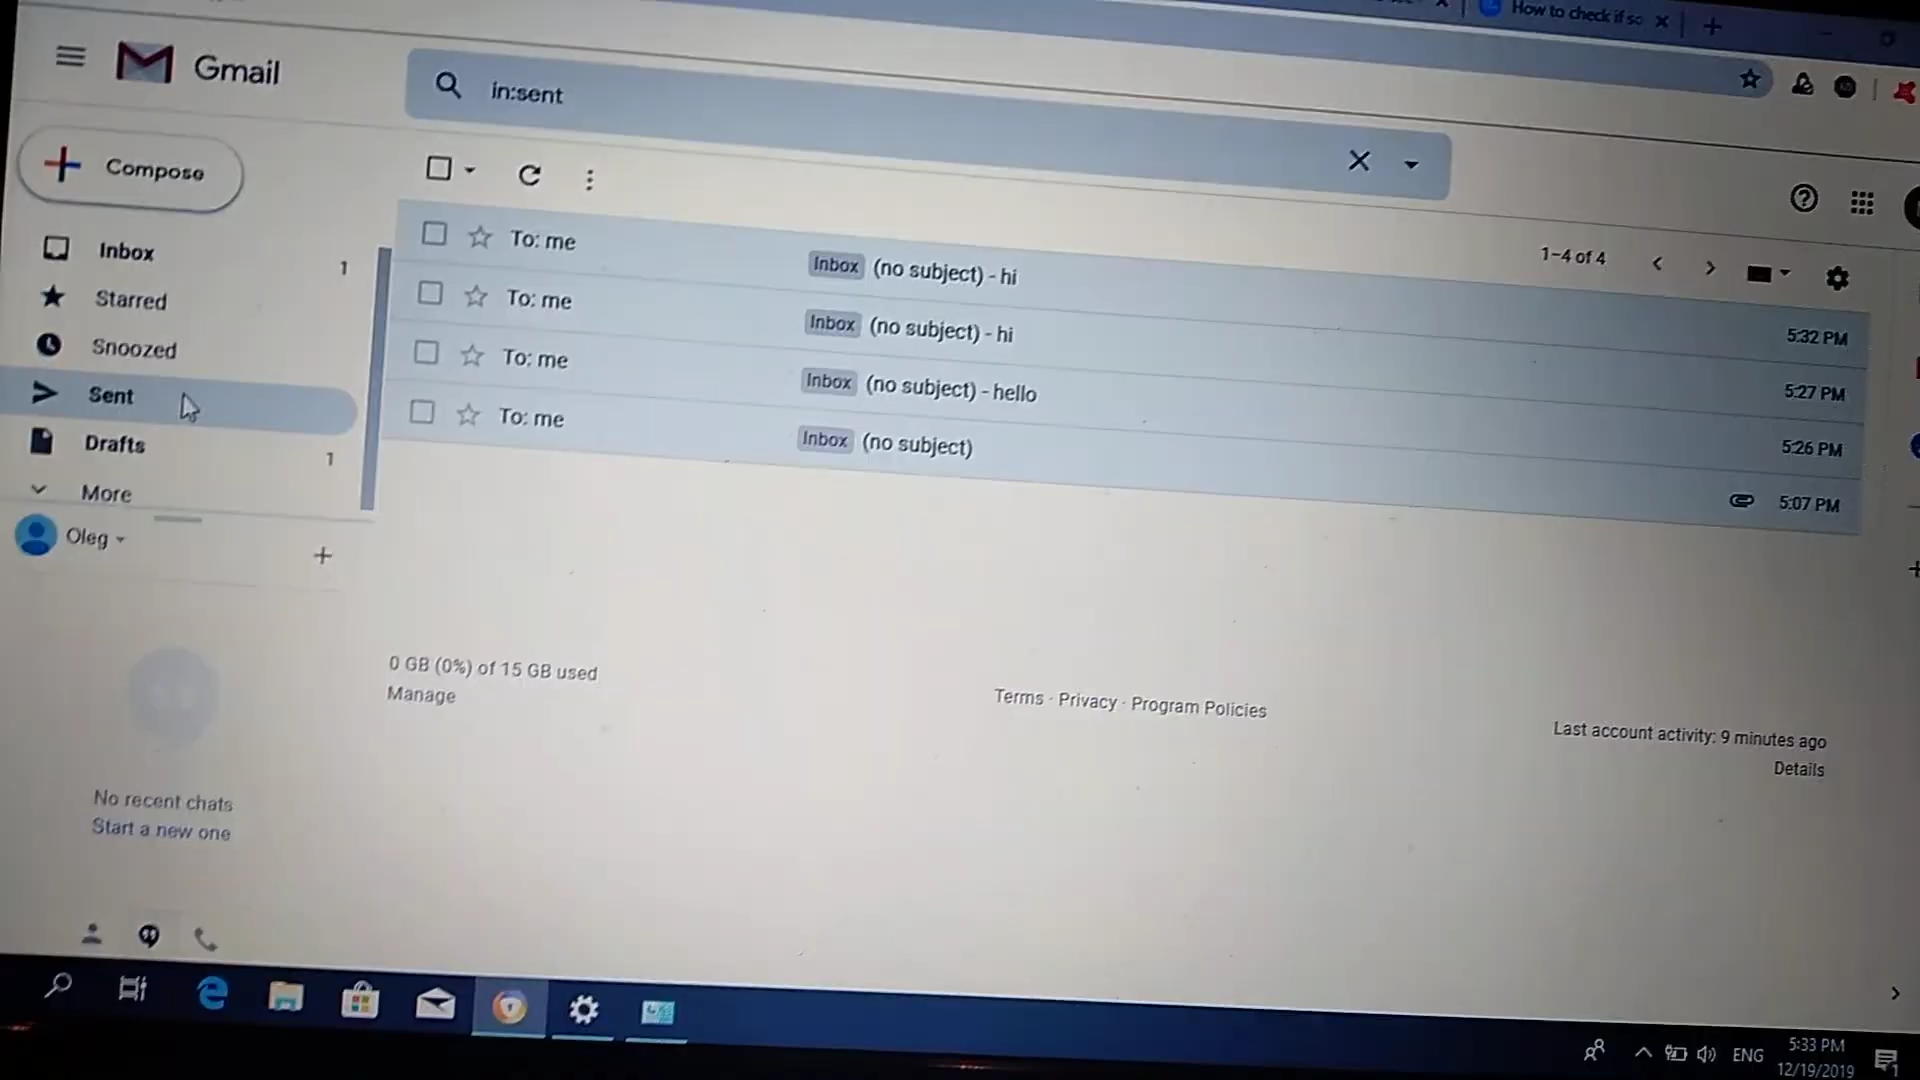 How to check if so
Gmail
in:sent
Compose
1-4 of 4
Inbox 1
Starred
Snoozed
Sent
Drafts 1
More
Oleg
To: me Inbox (no subject) - hi 5:32 PM
To: me Inbox (no subject) - hi 5:27 PM
To: me Inbox (no subject) - hello 5:26 PM
To: me Inbox (no subject) 5:07 PM
0 GB (0%) of 15 GB used
Manage
Terms · Privacy · Program Policies
Last account activity: 9 minutes ago
Details
No recent chats
Start a new one
ENG
5:33 PM
12/19/2019
1